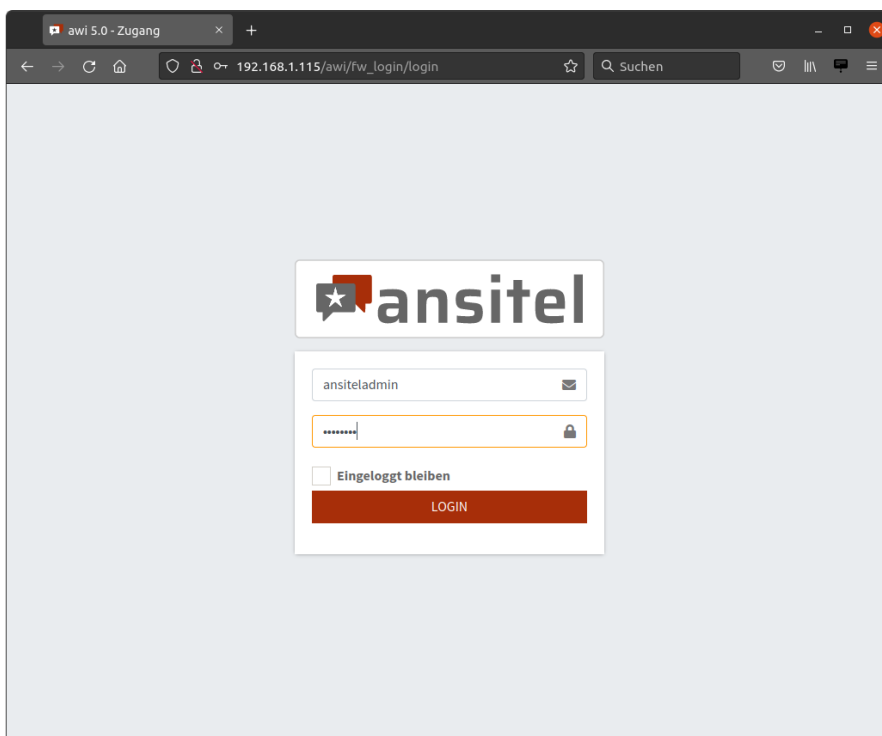 awi 5.0 - Zugang
192.168.1.115/awi/fw_login/login
Suchen
ansitel
ansiteladmin
••••••••
Eingeloggt bleiben
LOGIN